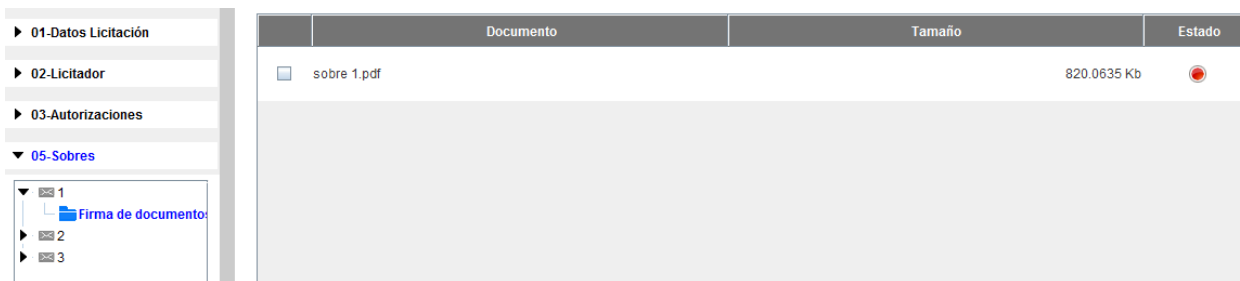 01-Datos Licitación
02-Licitador
03-Autorizaciones
05-Sobres
1
Firma de documentos
2
3
Documento Tamaño Estado
sobre 1.pdf 820.0635 Kb